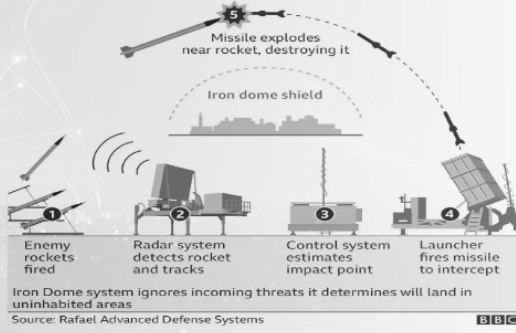 5
Missile explodes
near rocket, destroying it
Iron dome shield
1
2
3
4
Enemy
rockets
fired
Radar system
detects rocket
and tracks
Control system
estimates
impact point
Launcher
fires missile
to intercept
Iron Dome system ignores incoming threats it determines will land in
uninhabited areas
Source: Rafael Advanced Defense Systems
BBC